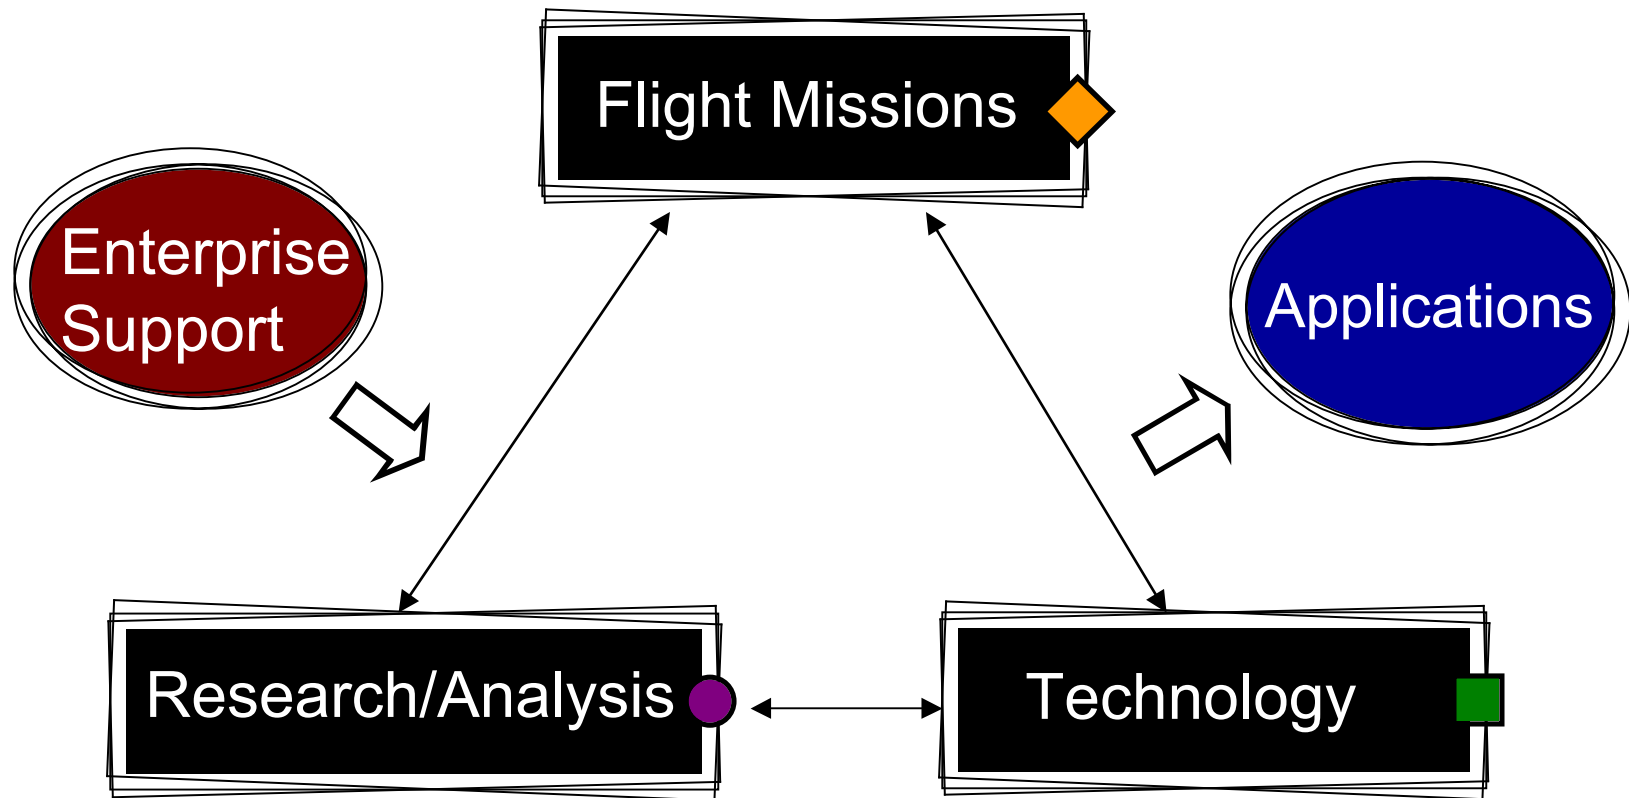 Flight Missions
Enterprise
Support
Applications
Research/Analysis
Technology